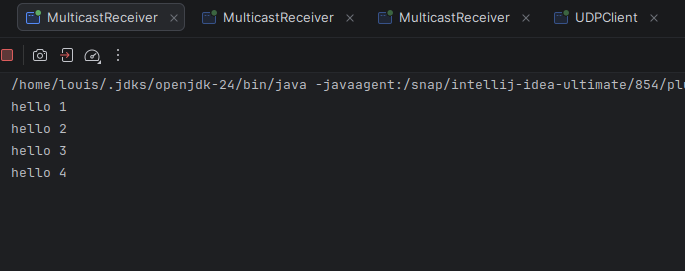 MulticastReceiver MulticastReceiver MulticastReceiver UDPClient
/home/louis/.jdks/openjdk-24/bin/java -javaagent:/snap/intellij-idea-ultimate/854/plu
hello 1
hello 2
hello 3
hello 4